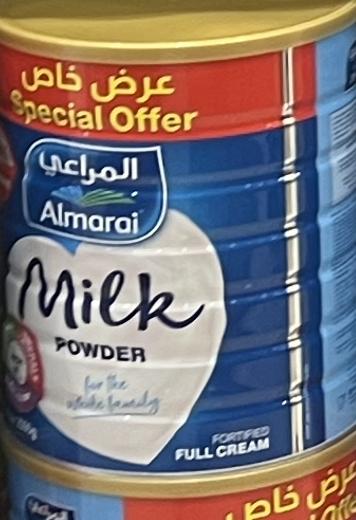 عرض خاص
Special Offer
المراعي
Almarai
Milk
POWDER
for the
whole family
FORTIFIED
FULL CREAM
عرض خاص